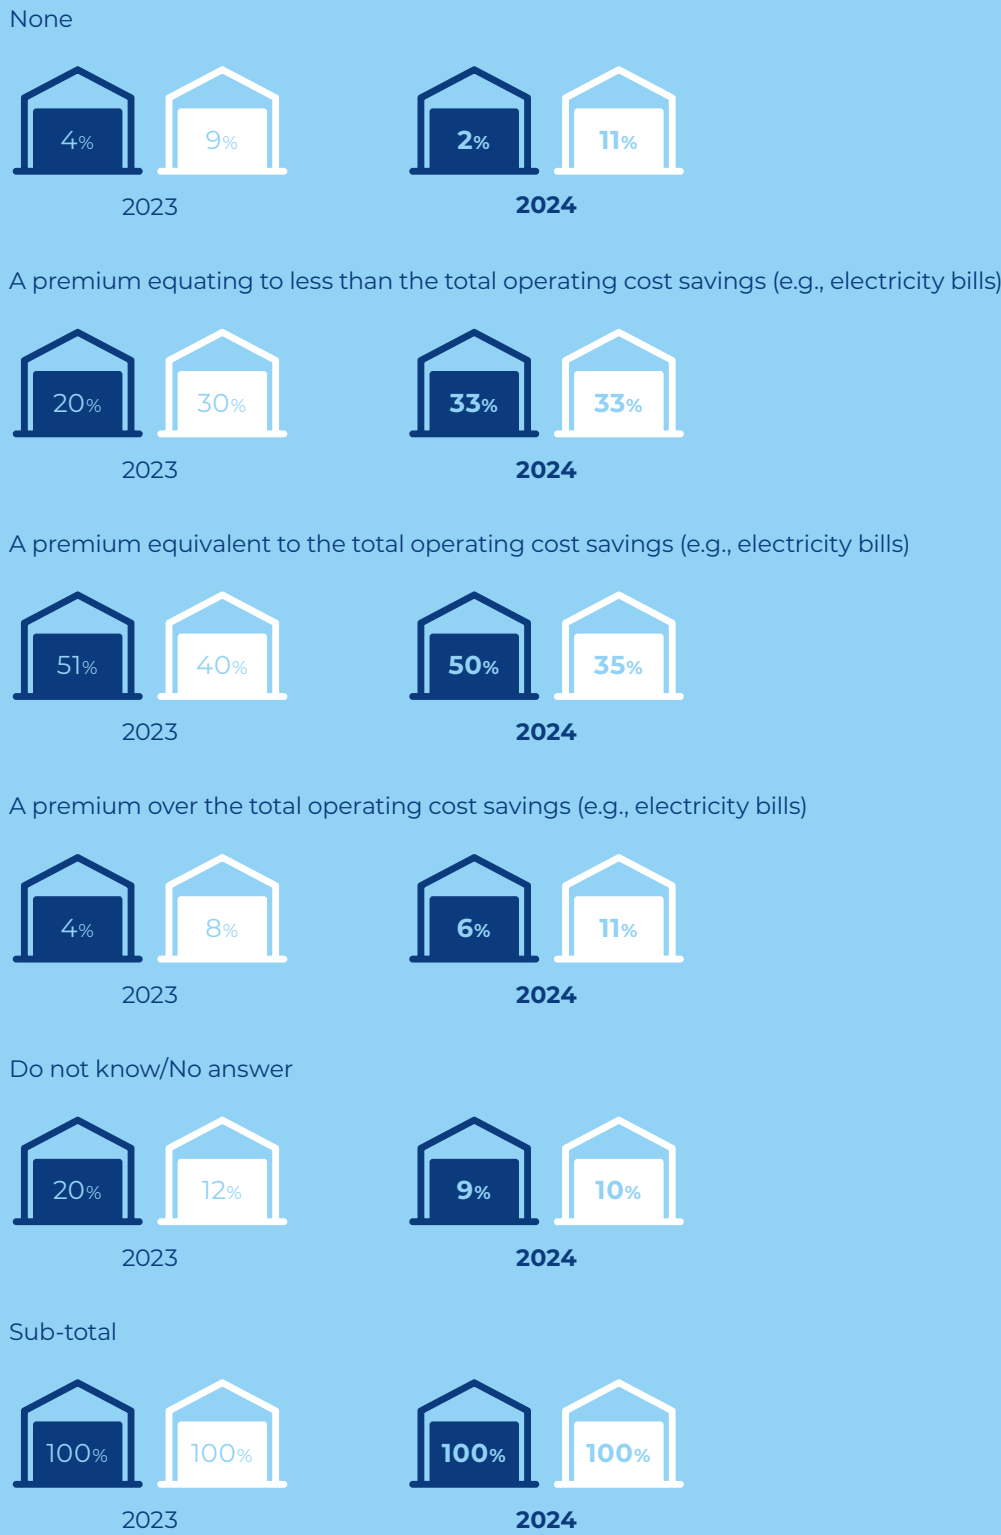 None
4% 9% 2% 11%
2023 2024
A premium equating to less than the total operating cost savings (e.g., electricity bills)
20% 30% 33% 33%
2023 2024
A premium equivalent to the total operating cost savings (e.g., electricity bills)
51% 40% 50% 35%
2023 2024
A premium over the total operating cost savings (e.g., electricity bills)
4% 8% 6% 11%
2023 2024
Do not know/No answer
20% 12% 9% 10%
2023 2024
Sub-total
100% 100% 100% 100%
2023 2024